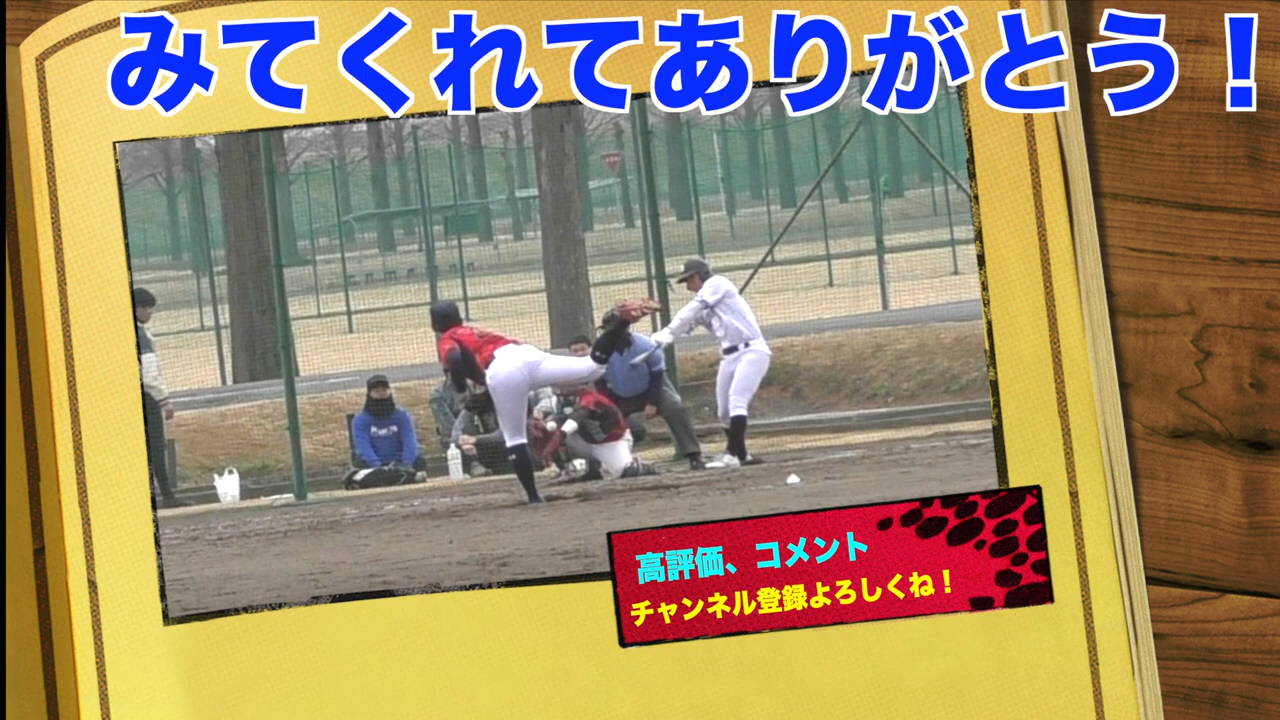 みてくれてありがとう！
高評価、コメント
チャンネル登録よろしくね！